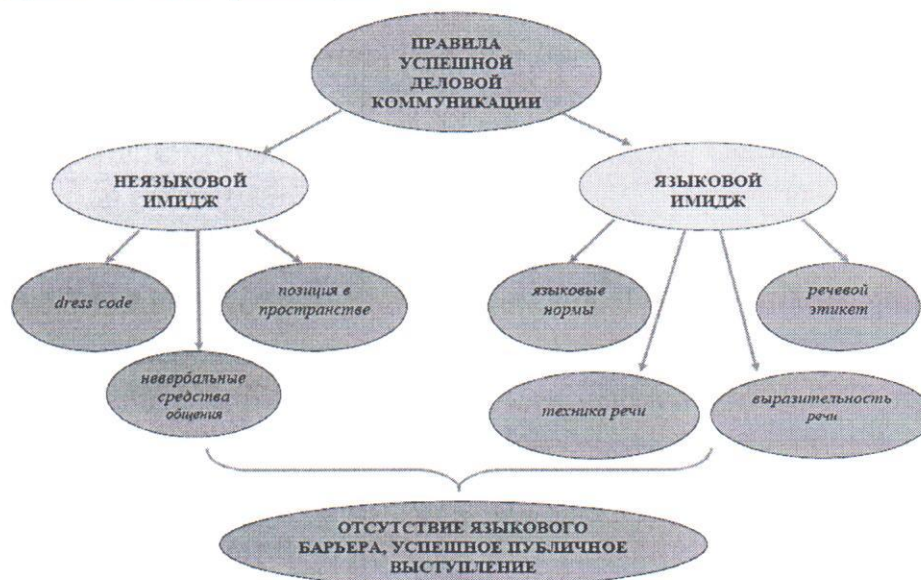 ПРАВИЛА
УСПЕШНОЙ
ДЕЛОВОЙ
КОММУНИКАЦИИ
НЕЯЗЫКОВОЙ
ИМИДЖ
ЯЗЫКОВОЙ
ИМИДЖ
dress code
позиция в
пространстве
языковые
нормы
речевой
этикет
невербальные
средства
общения
техника речи
выразительность
речи
ОТСУТСТВИЕ ЯЗЫКОВОГО
БАРЬЕРА, УСПЕШНОЕ ПУБЛИЧНОЕ
ВЫСТУПЛЕНИЕ